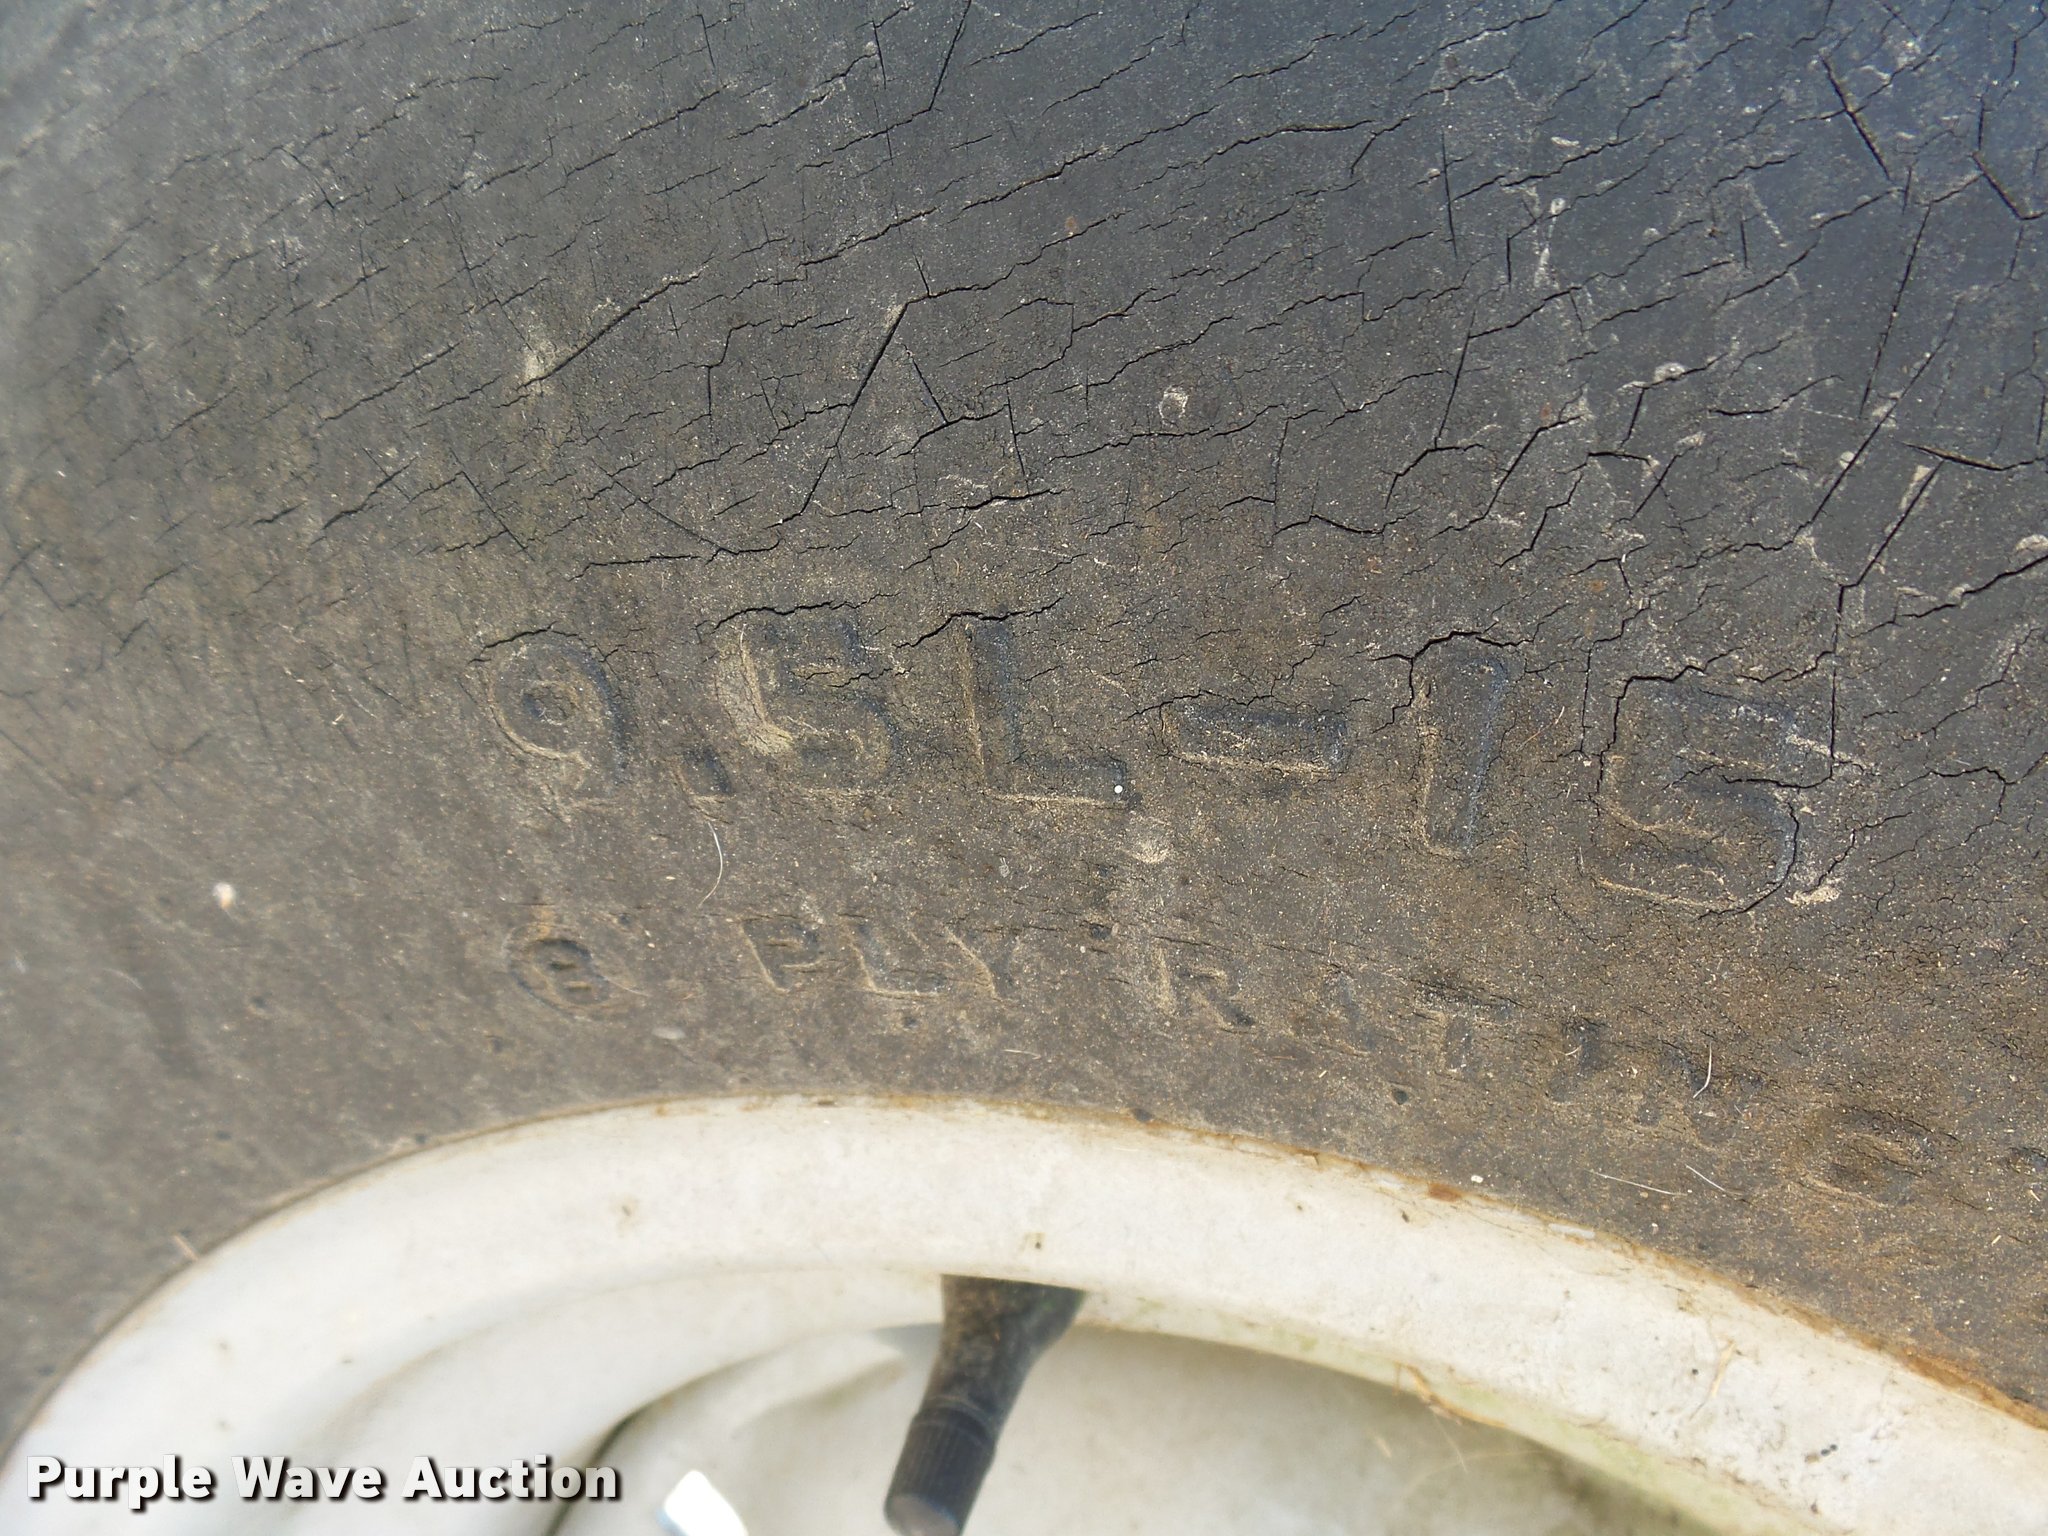 9.5L-15
8 PLY RATING
Purple Wave Auction